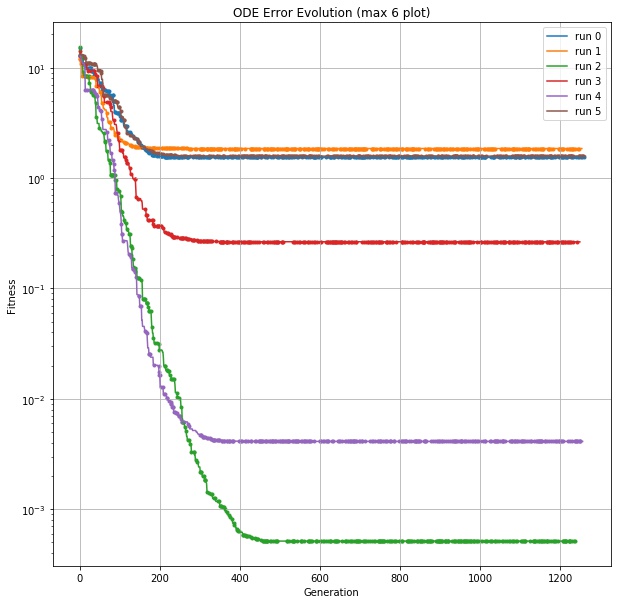 ODE Error Evolution (max 6 plot)
run 0
run 1
run 2
run 3
run 4
run 5
Fitness
10¹
10⁰
10⁻¹
10⁻²
10⁻³
0 200 400 600 800 1000 1200
Generation